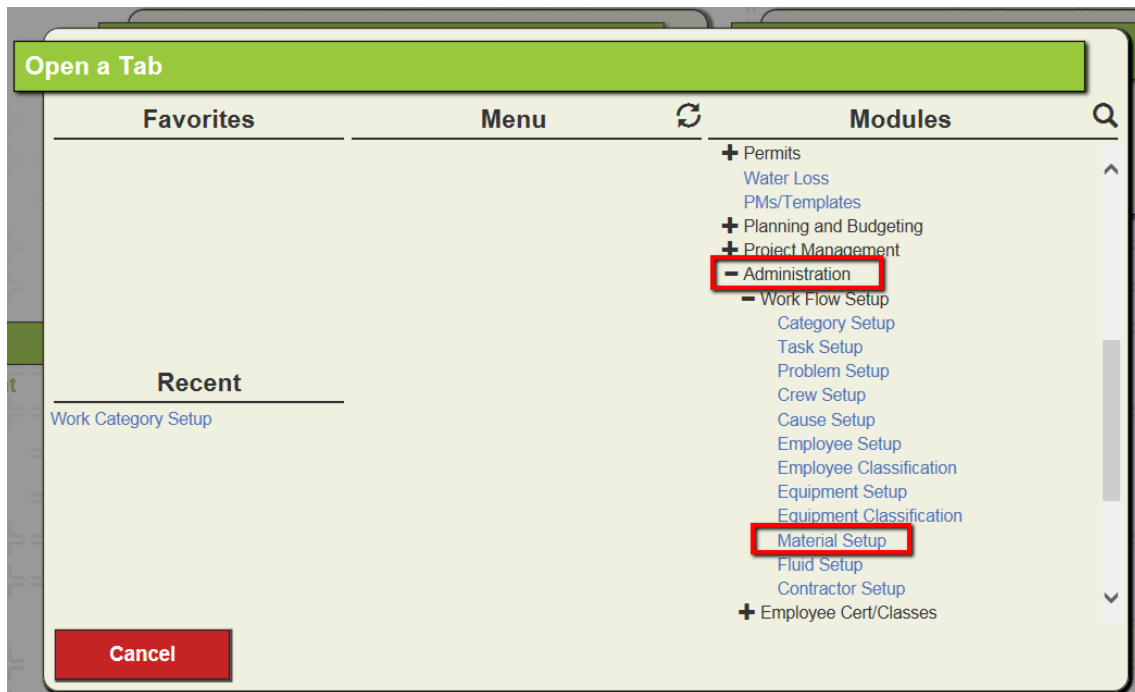 Open a Tab
Favorites
Menu
Modules
Permits
Water Loss
PMs/Templates
Planning and Budgeting
Project Management
Administration
Work Flow Setup
Category Setup
Task Setup
Problem Setup
Crew Setup
Cause Setup
Employee Setup
Employee Classification
Equipment Setup
Equipment Classification
Material Setup
Fluid Setup
Contractor Setup
Employee Cert/Classes
Recent
Work Category Setup
Cancel
t